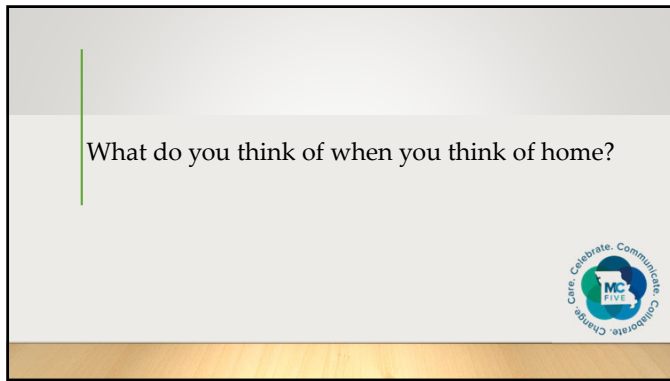 What do you think of when you think of home?
Care. Celebrate. Communicate. Collaborate. Change.
MC
FIVE